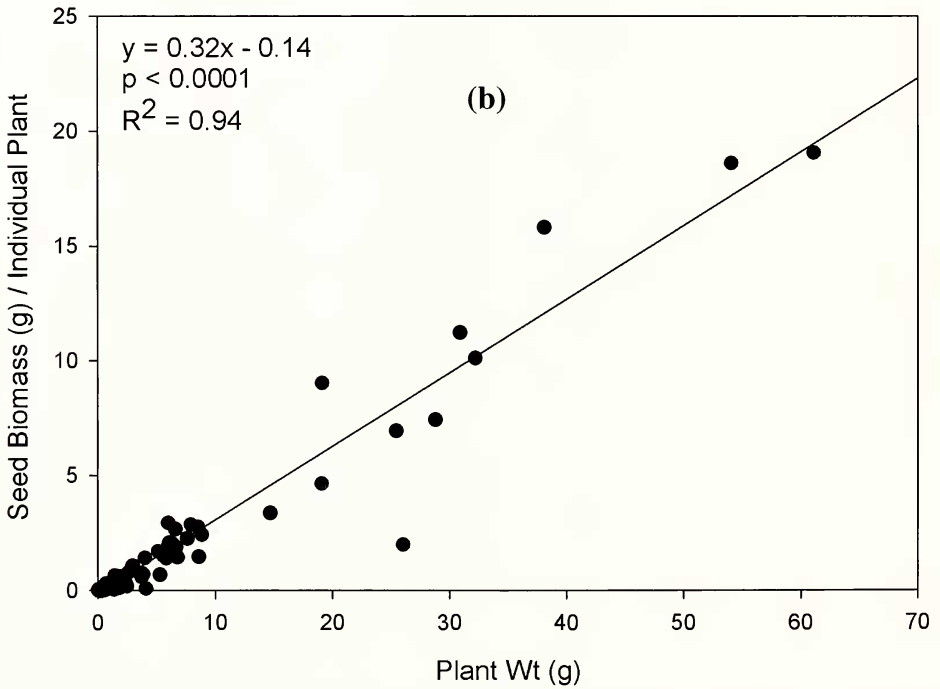 25
20
15
10
5
0
Seed Biomass (g) / Individual Plant
y = 0.32x - 0.14
p < 0.0001
R² = 0.94
(b)
0 10 20 30 40 50 60 70
Plant Wt (g)